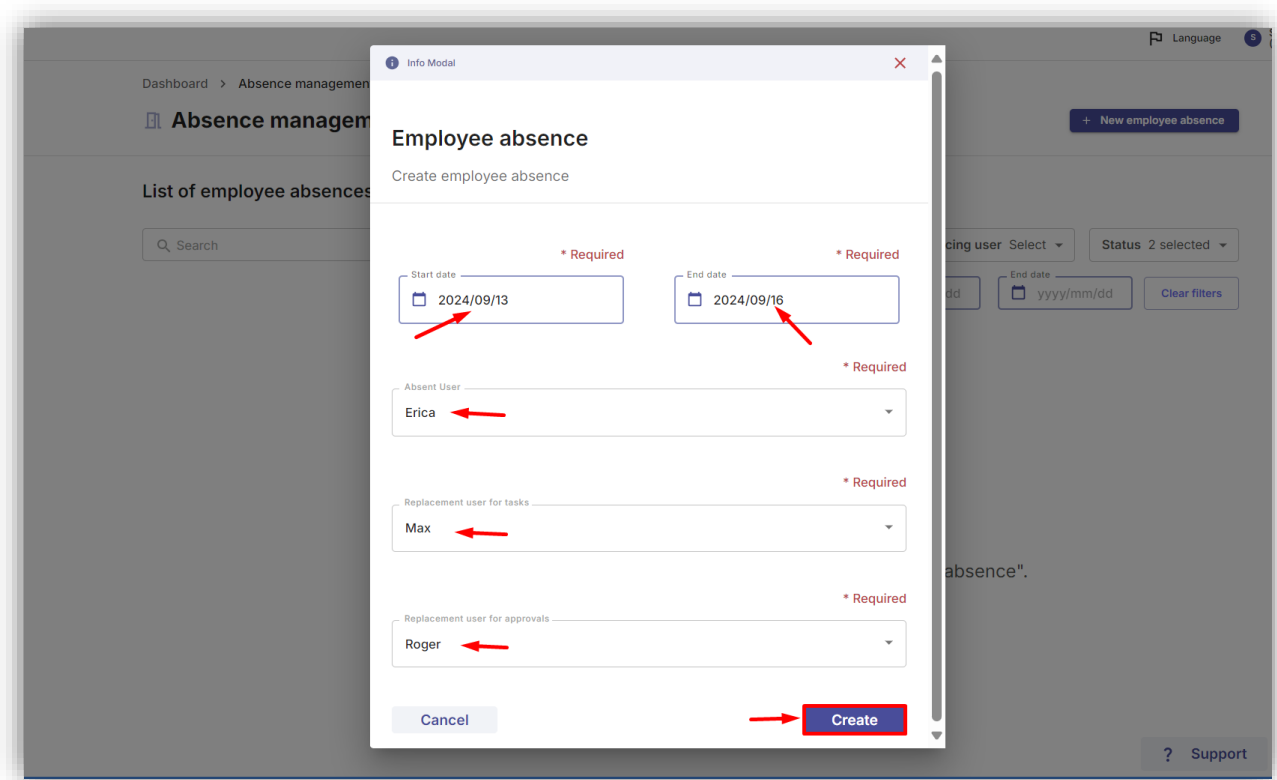 Language
S
Info Modal
Dashboard > Absence managemen
Absence managem
+ New employee absence
Employee absence
Create employee absence
List of employee absences
Search
cing user Select
Status 2 selected
* Required
* Required
Start date
2024/09/13
End date
2024/09/16
dd
End date
yyyy/mm/dd
Clear filters
* Required
Absent User
Erica
* Required
Replacement user for tasks
Max
absence".
* Required
Replacement user for approvals
Roger
Cancel
Create
? Support